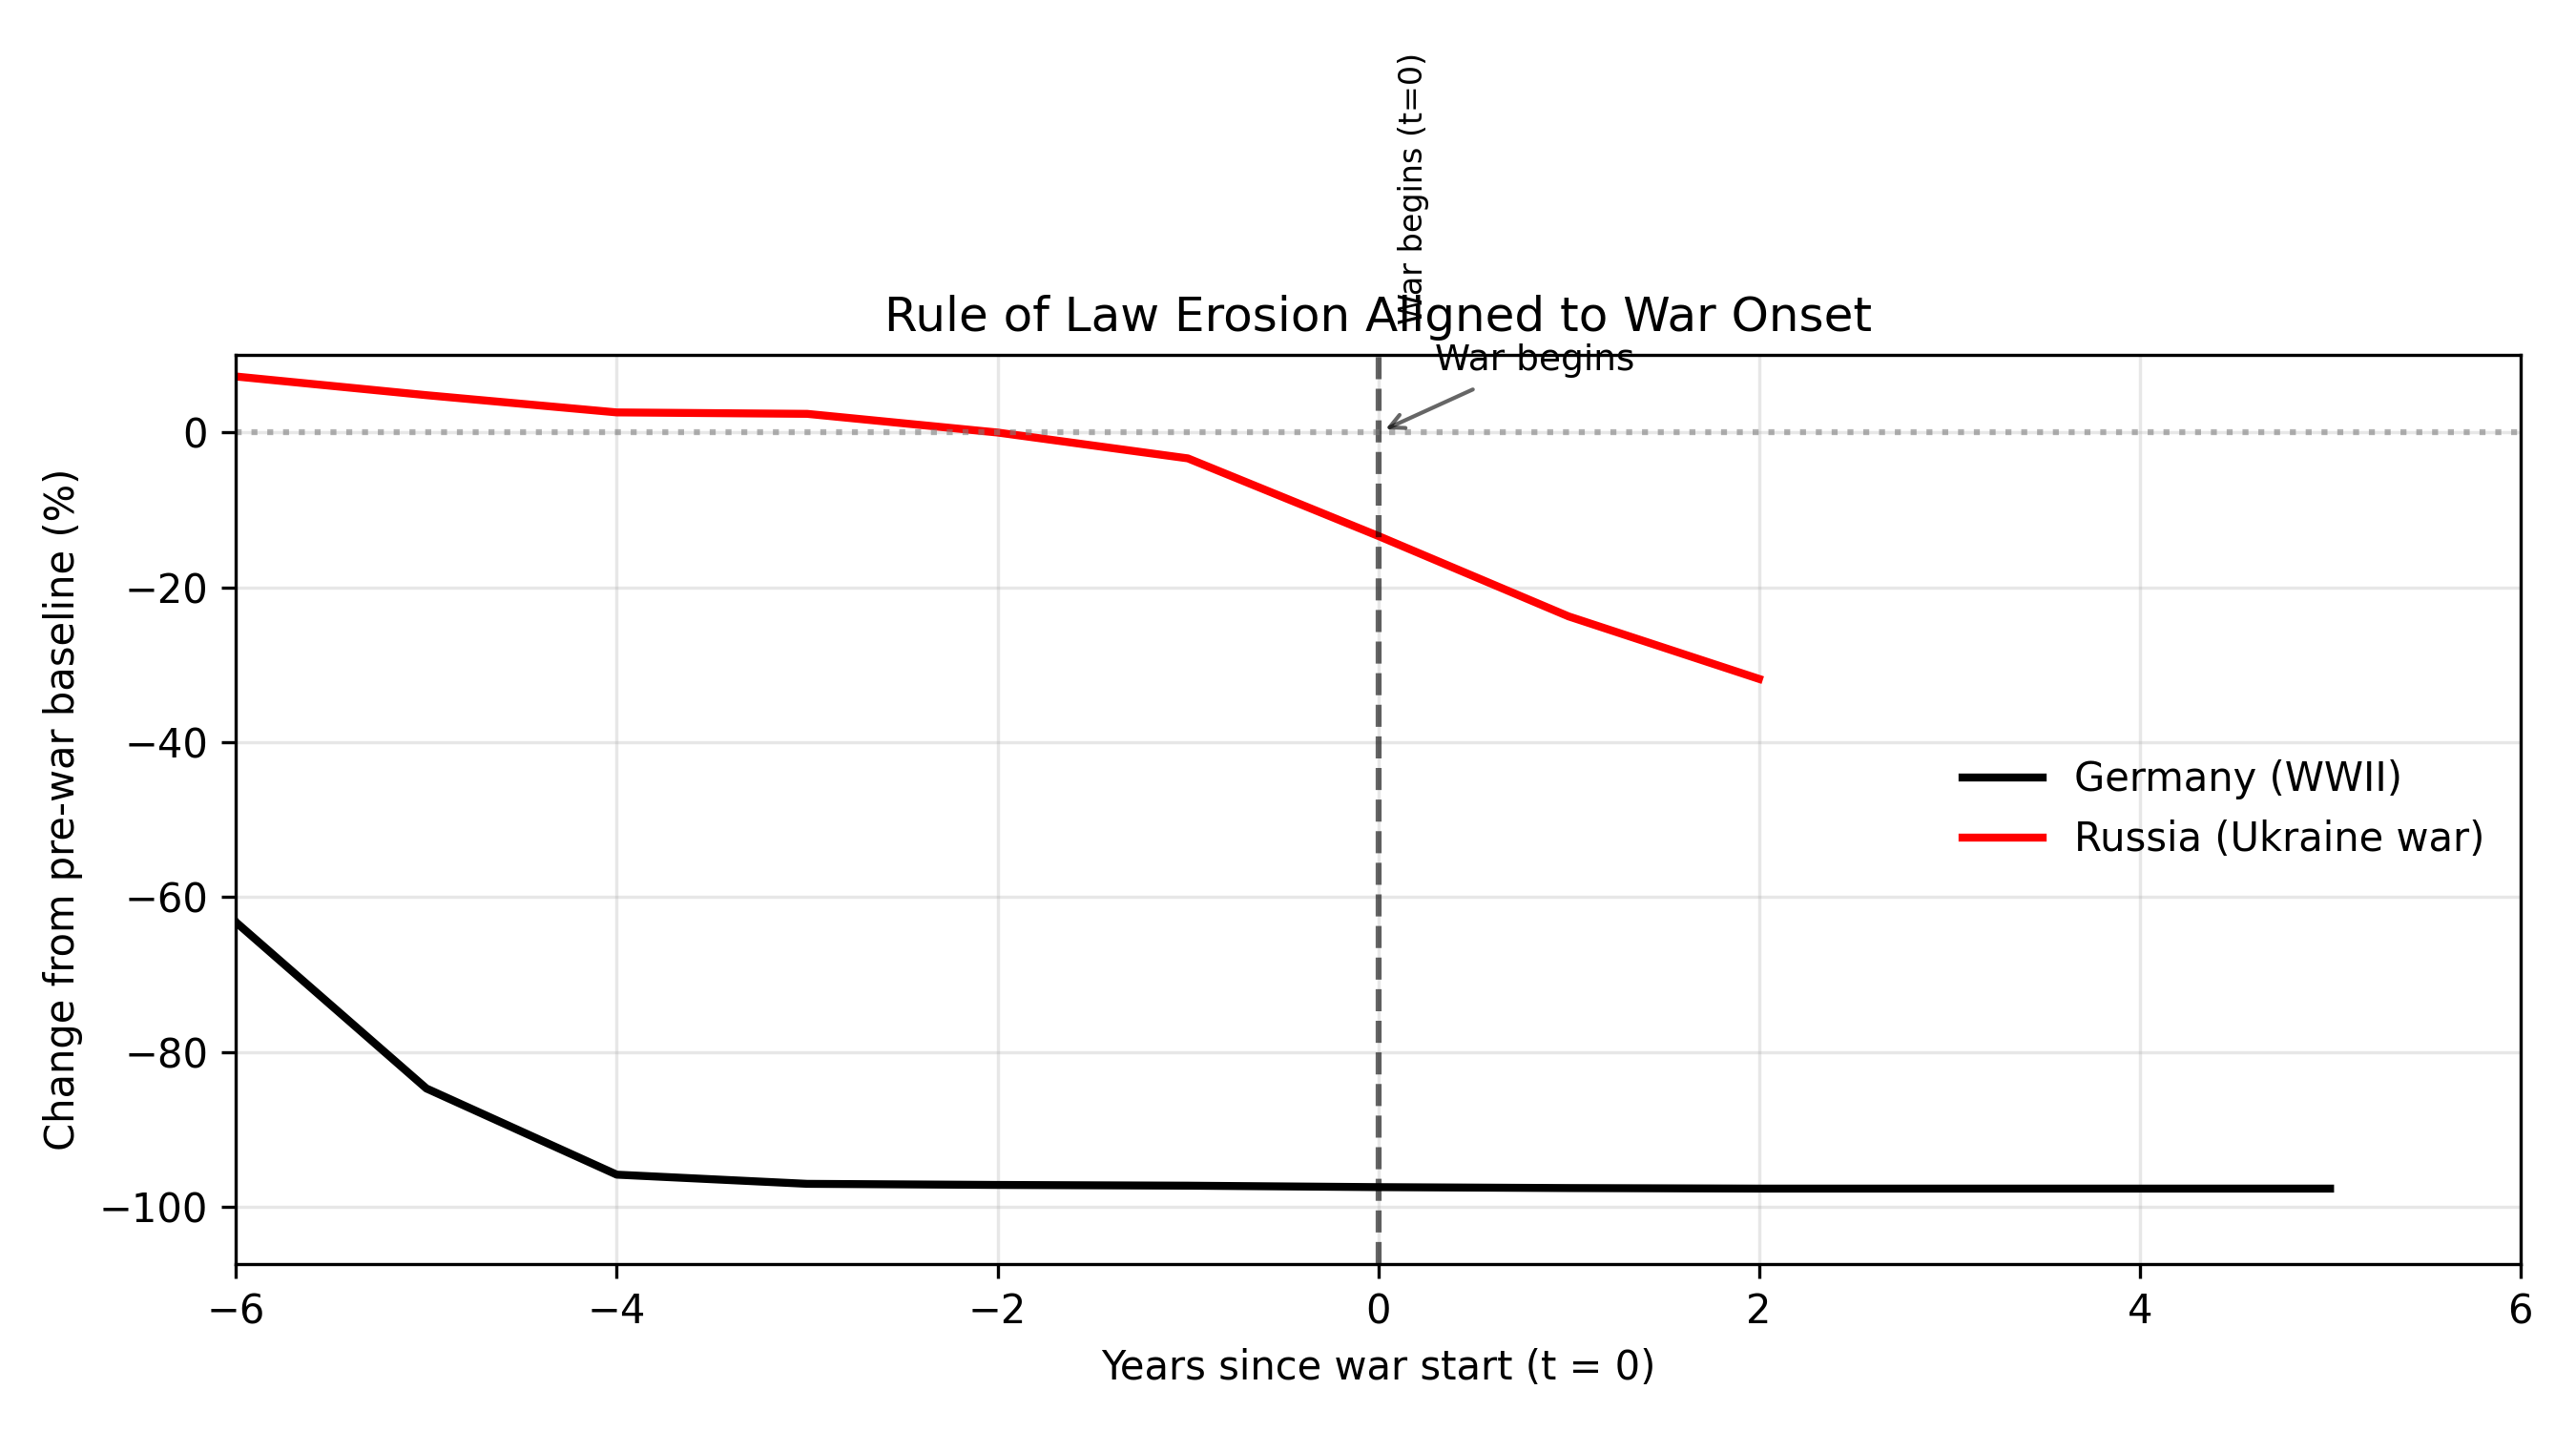 War begins (t=0)
Rule of Law Erosion Aligned to War Onset
War begins
Change from pre-war baseline (%)
0
−20
−40
−60
−80
−100
Germany (WWII)
Russia (Ukraine war)
−6
−4
−2
0
2
4
6
Years since war start (t = 0)